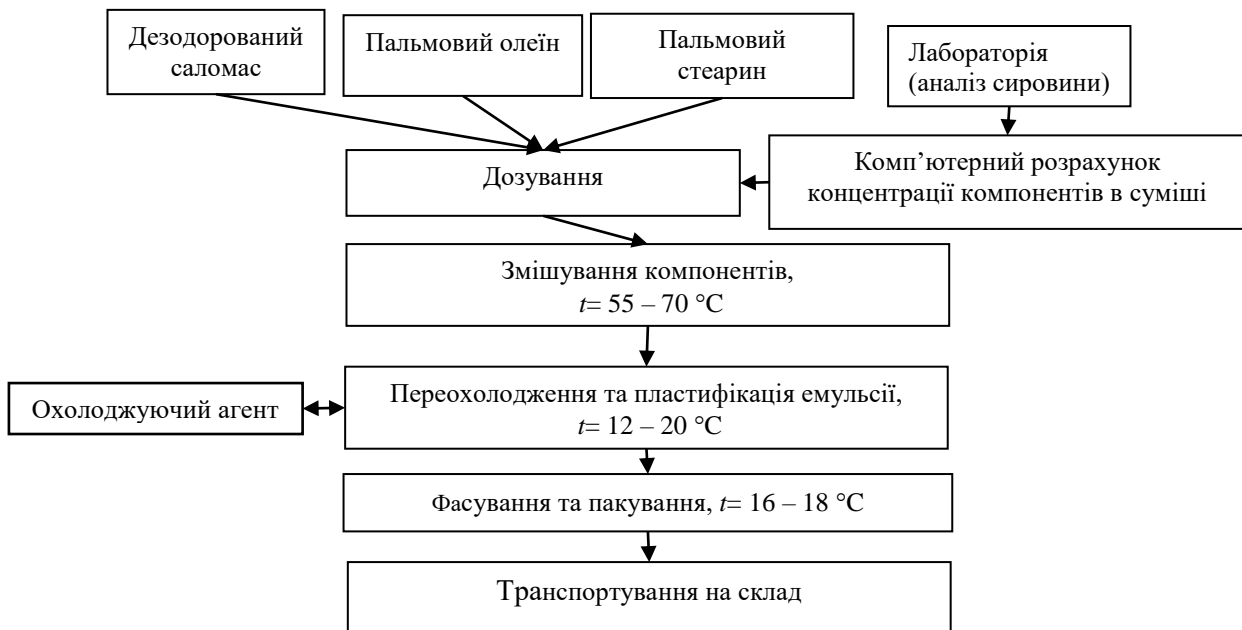 Дезодорований
саломас
Пальмовий олеїн
Пальмовий
стеарин
Лабораторія
(аналіз сировини)
Дозування
Комп’ютерний розрахунок
концентрації компонентів в суміші
Змішування компонентів,
t= 55 – 70 °C
Охолоджуючий агент
Переохолодження та пластифікація емульсії,
t= 12 – 20 °C
Фасування та пакування, t= 16 – 18 °C
Транспортування на склад